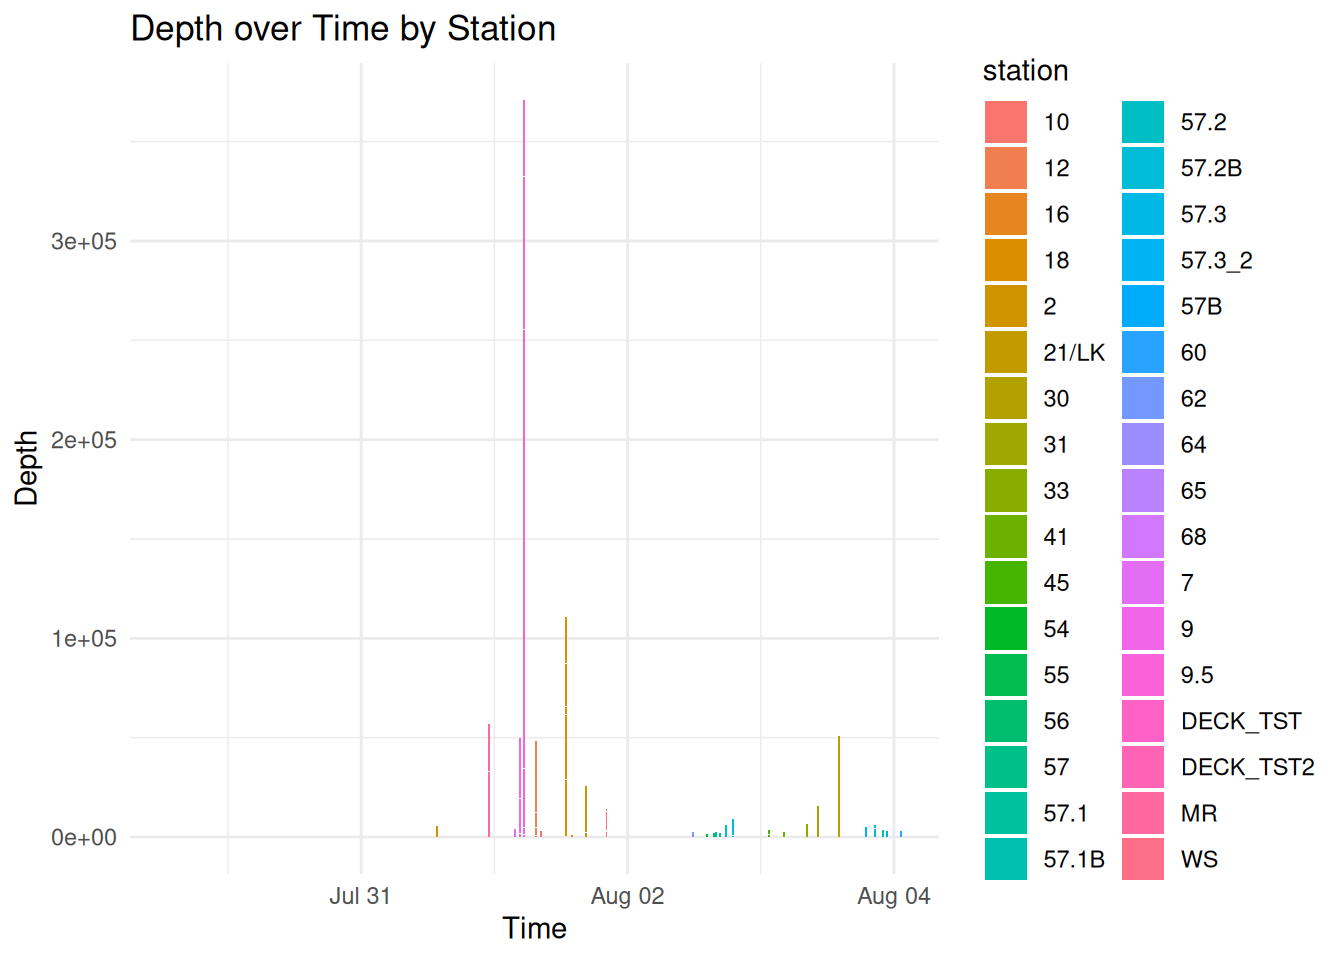 Depth over Time by Station
Depth
3e+05
2e+05
1e+05
0e+00
Jul 31
Aug 02
Aug 04
Time
station
10
12
16
18
2
21/LK
30
31
33
41
45
54
55
56
57
57.1
57.1B
57.2
57.2B
57.3
57.3_2
57B
60
62
64
65
68
7
9
9.5
DECK_TST
DECK_TST2
MR
WS